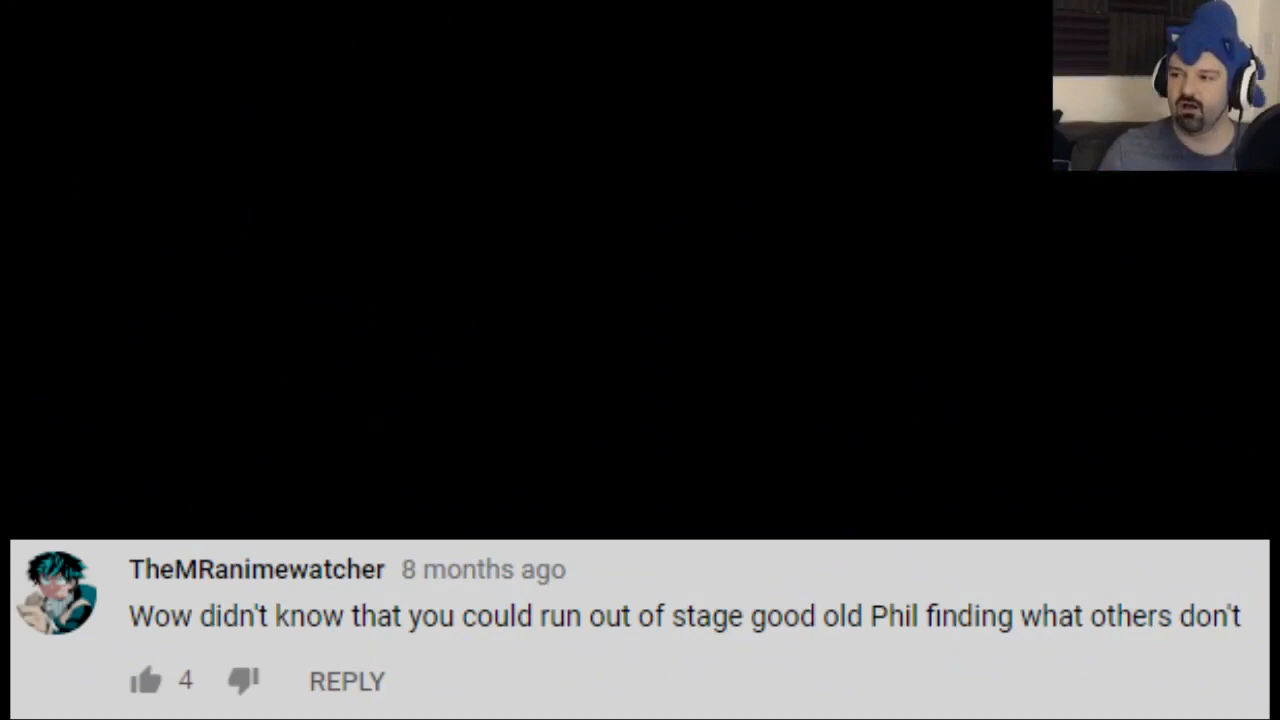 TheMRanimewatcher 8 months ago
Wow didn't know that you could run out of stage good old Phil finding what others don't
4 REPLY